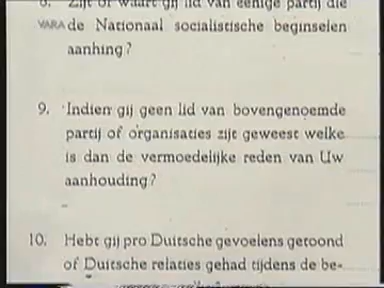 8. Zijt of waart gij lid van eenige partij die
VARA de Nationaal socialistische beginselen
aanhing?
9. Indien gij geen lid van bovengenoemde
partij of organisaties zijt geweest welke
is dan de vermoedelijke reden van Uw
aanhouding?
10. Hebt gij pro Duitsche gevoelens getoond
of Duitsche relaties gehad tijdens de be-